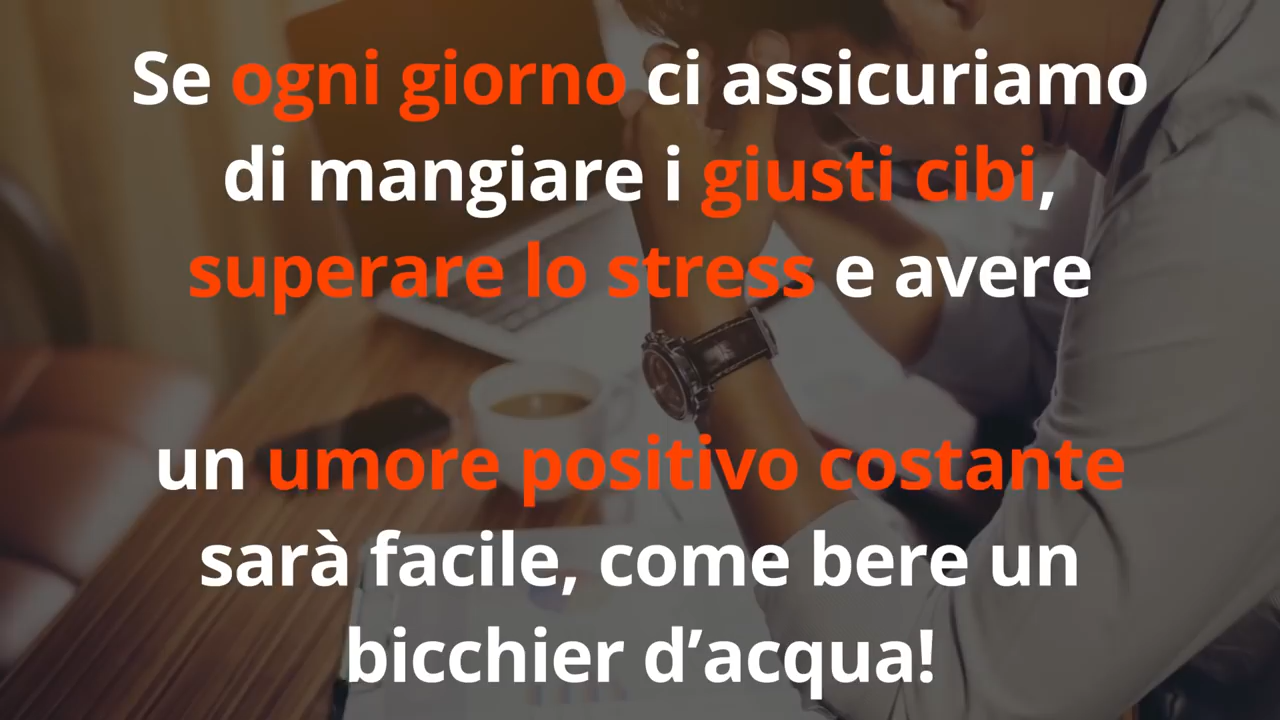 Se ogni giorno ci assicuriamo
di mangiare i giusti cibi,
superare lo stress e avere
un umore positivo costante
sarà facile, come bere un
bicchier d’acqua!